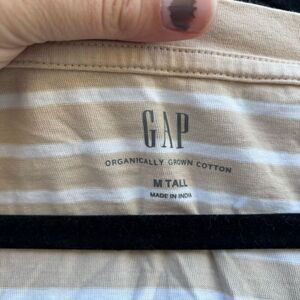 GAP
ORGANICALLY GROWN COTTON
M TALL
MADE IN INDIA